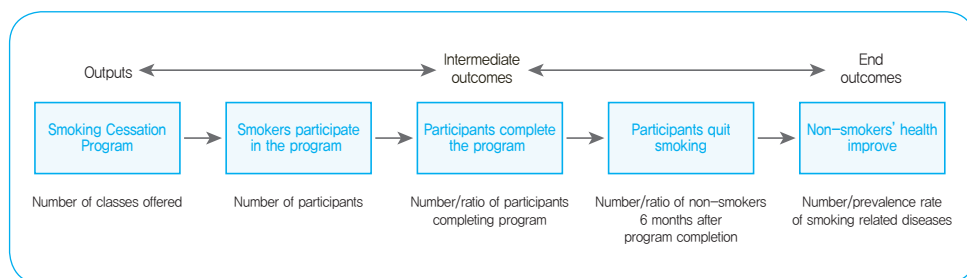 Outputs
Intermediate
outcomes
End
outcomes
Smoking Cessation
Program
Smokers participate
in the program
Participants complete
the program
Participants quit
smoking
Non-smokers' health
improve
Number of classes offered
Number of participants
Number/ratio of participants
completing program
Number/ratio of non-smokers
6 months after
program completion
Number/prevalence rate
of smoking related diseases